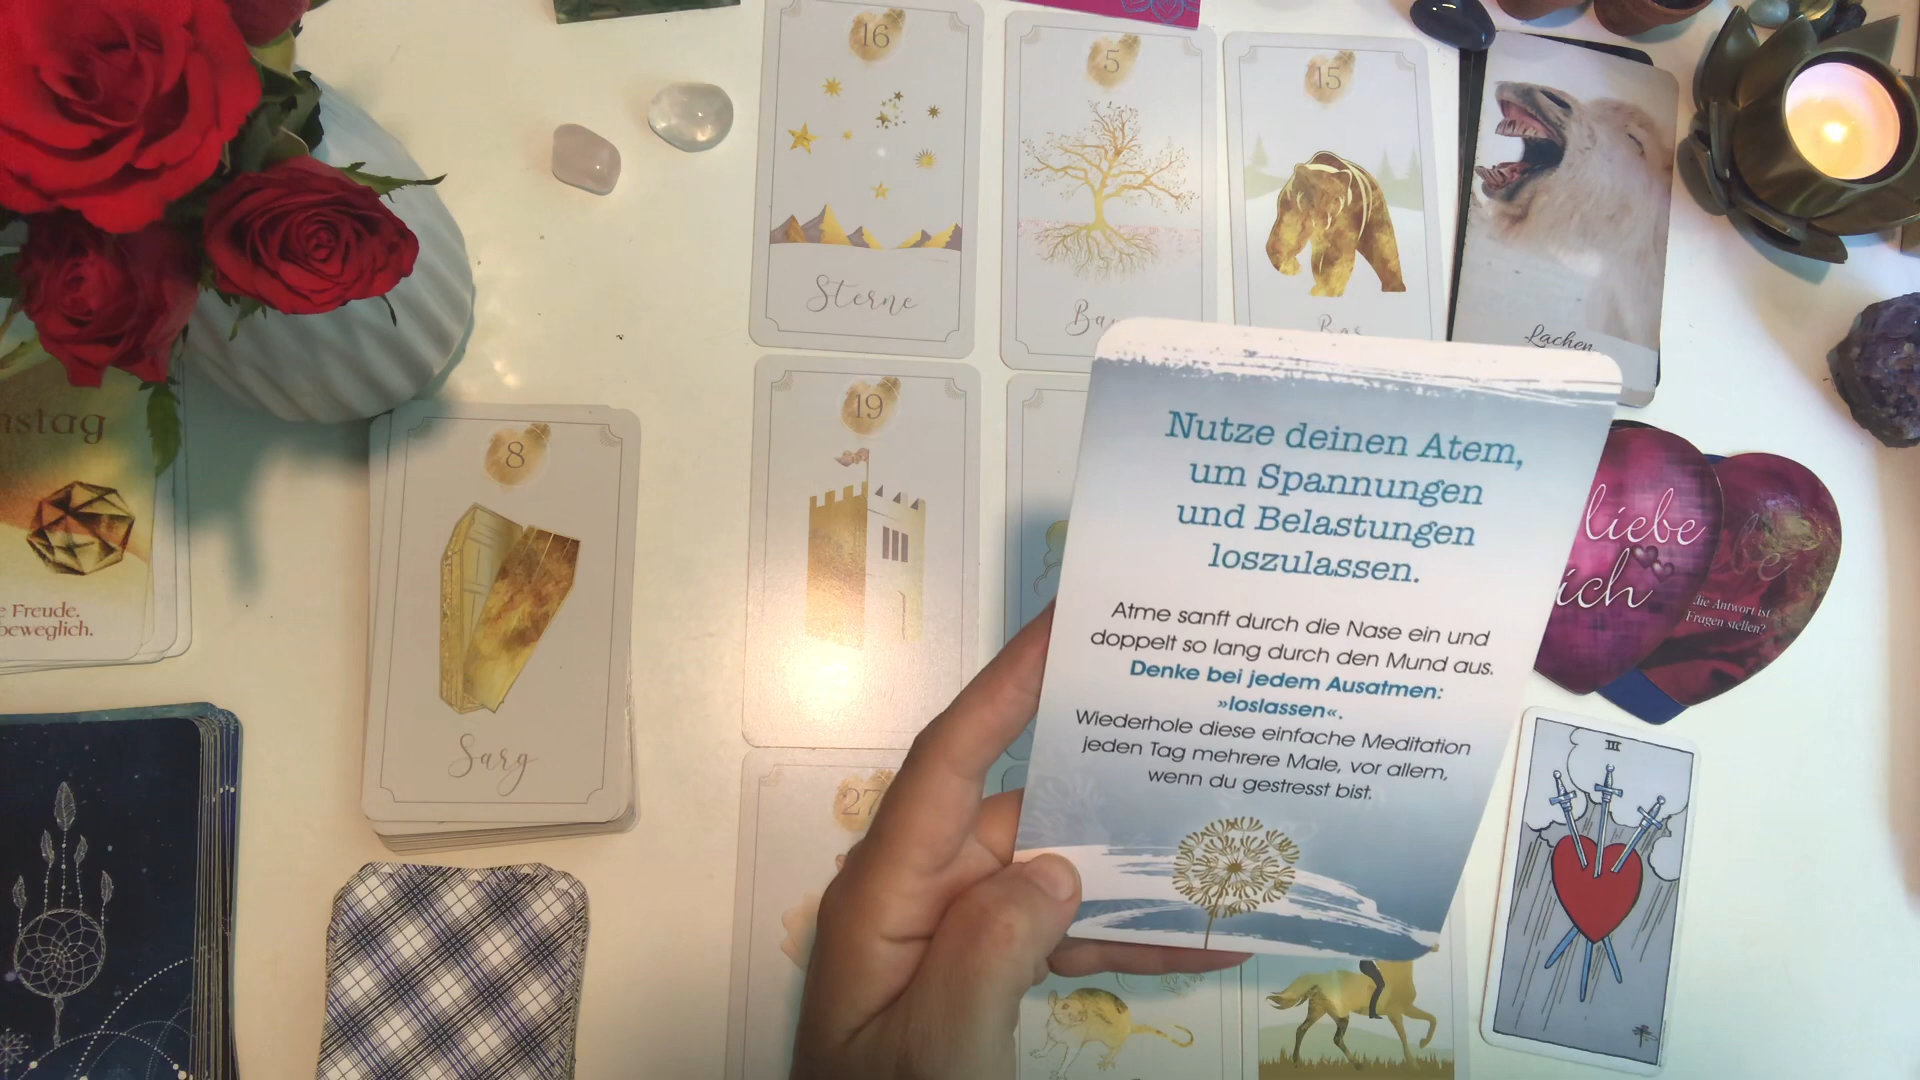 16
Sterne
5
15
Lachen
nstag
Freude.
beweglich.
8
Sarg
19
27
Nutze deinen Atem,
um Spannungen
und Belastungen
loszulassen.
Atme sanft durch die Nase ein und
doppelt so lang durch den Mund aus.
Denke bei jedem Ausatmen:
»loslassen«.
Wiederhole diese einfache Meditation
jeden Tag mehrere Male, vor allem,
wenn du gestresst bist.
liebe
ich
die Antwort ist
Fragen stellen?
III